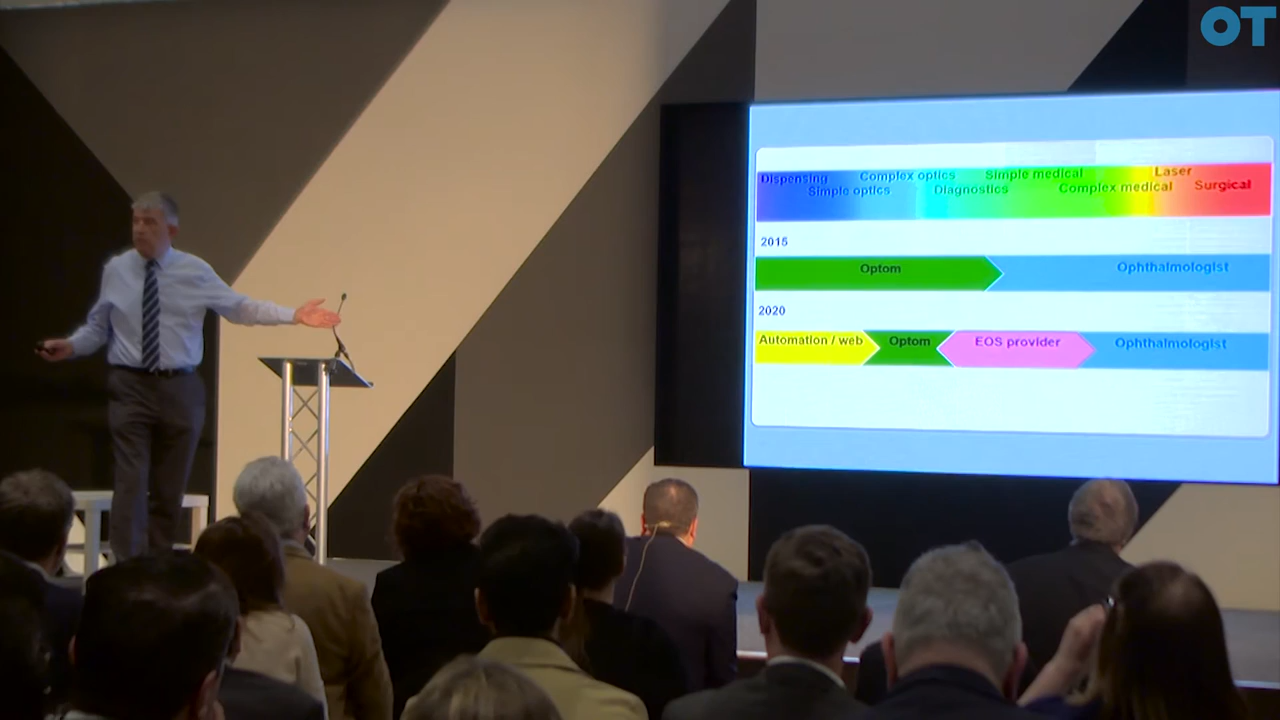 OT
Dispensing Complex optics Simple medical Laser
Simple optics Diagnostics Complex medical Surgical
2015
Optom Ophthalmologist
2020
Automation / web Optom EOS provider Ophthalmologist